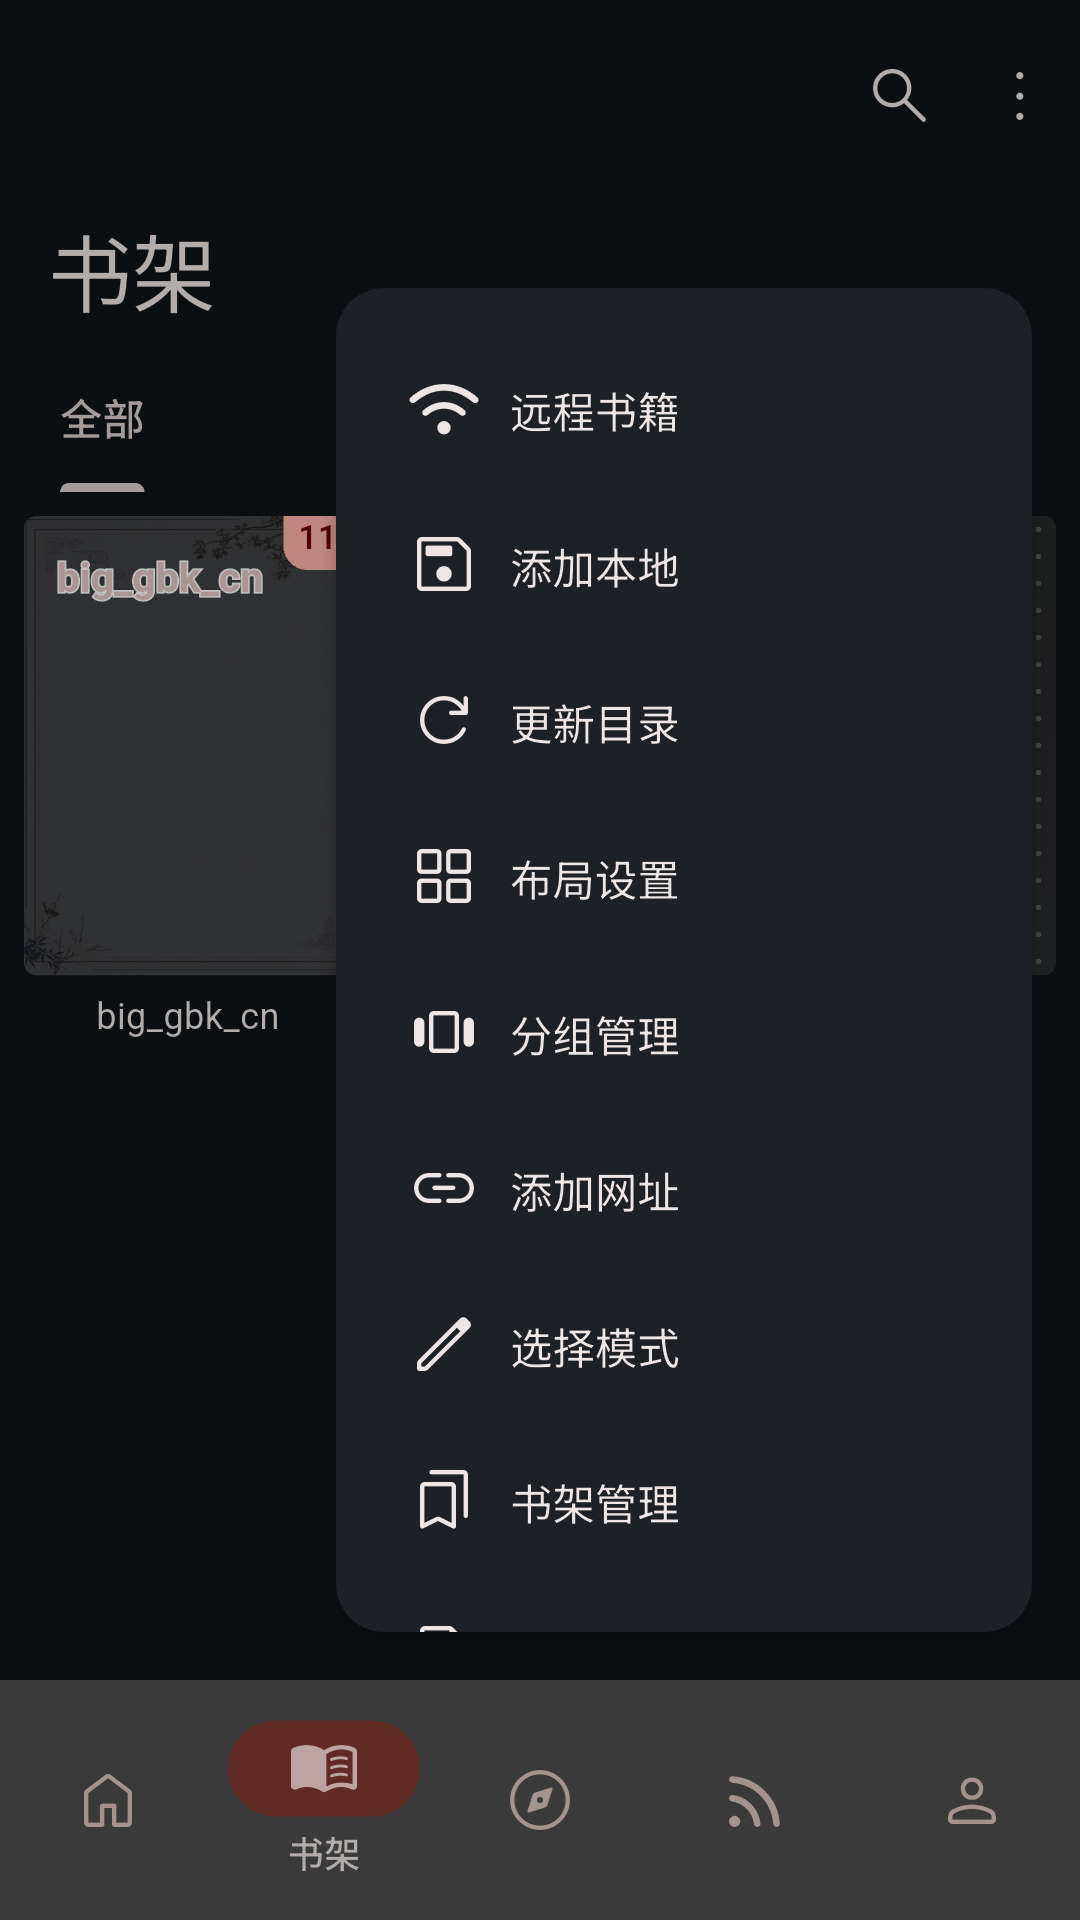 书架
全部
11
big_gbk_cn
big_gbk_cn
远程书籍
添加本地
更新目录
布局设置
分组管理
添加网址
选择模式
书架管理
书架